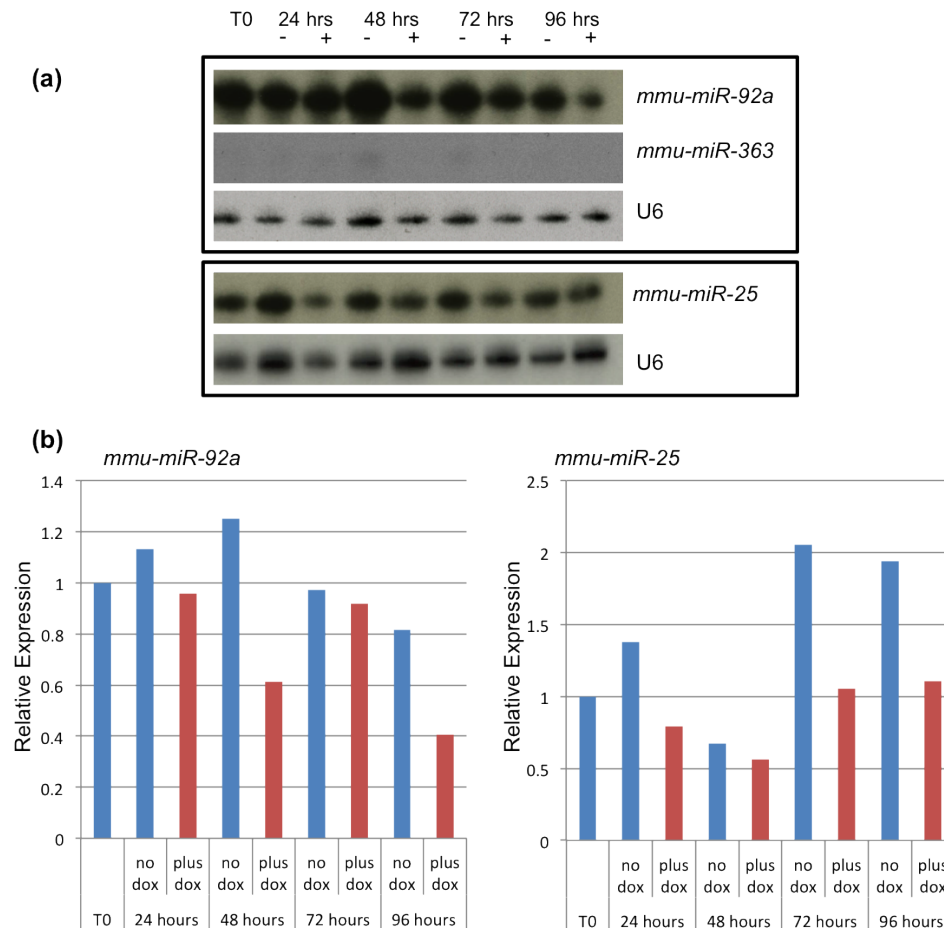 T0 24 hrs 48 hrs 72 hrs 96 hrs
- + - + - + - +
(a)
mmu-miR-92a
mmu-miR-363
U6
mmu-miR-25
U6
(b)
mmu-miR-92a
Relative Expression
1.4
1.2
1
0.8
0.6
0.4
0.2
0
no dox plus dox no dox plus dox no dox plus dox no dox plus dox
T0 24 hours 48 hours 72 hours 96 hours
mmu-miR-25
Relative Expression
2.5
2
1.5
1
0.5
0
no dox plus dox no dox plus dox no dox plus dox no dox plus dox
T0 24 hours 48 hours 72 hours 96 hours